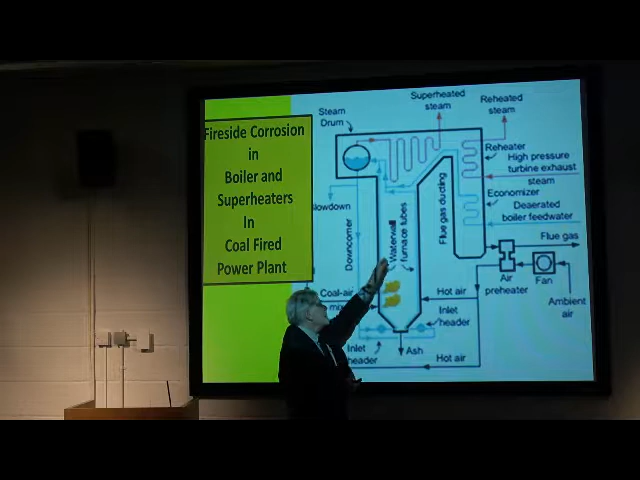 Fireside Corrosion
in
Boiler and
Superheaters
In
Coal Fired
Power Plant
Steam
Drum
Superheated
steam
Reheated
steam
Reheater
High pressure
turbine exhaust
steam
Economizer
Deaerated
boiler feedwater
Blowdown
Downcomer
Waterwall
furnace tubes
Flue gas ducting
Flue gas
Air
preheater
Fan
Ambient
air
Coal-air
Hot air
Inlet
header
Inlet
header
Ash
Hot air